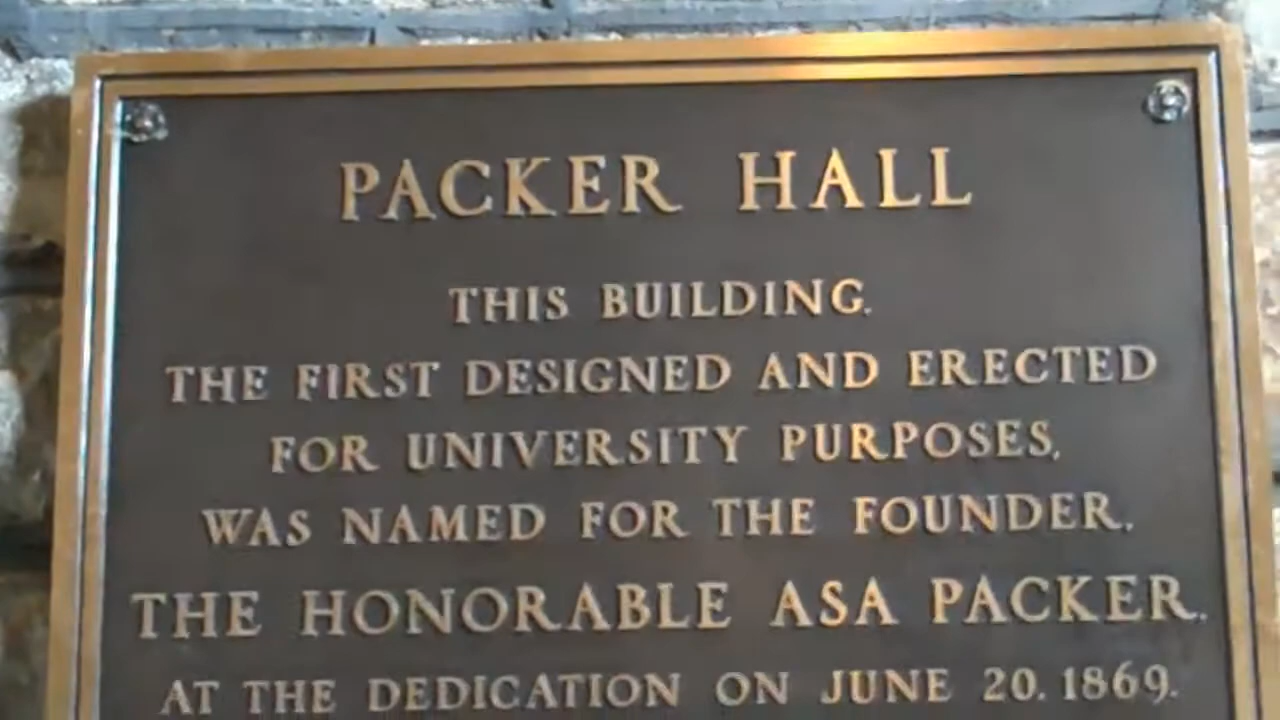 PACKER HALL
THIS BUILDING,
THE FIRST DESIGNED AND ERECTED
FOR UNIVERSITY PURPOSES,
WAS NAMED FOR THE FOUNDER,
THE HONORABLE ASA PACKER,
AT THE DEDICATION ON JUNE 20, 1869.